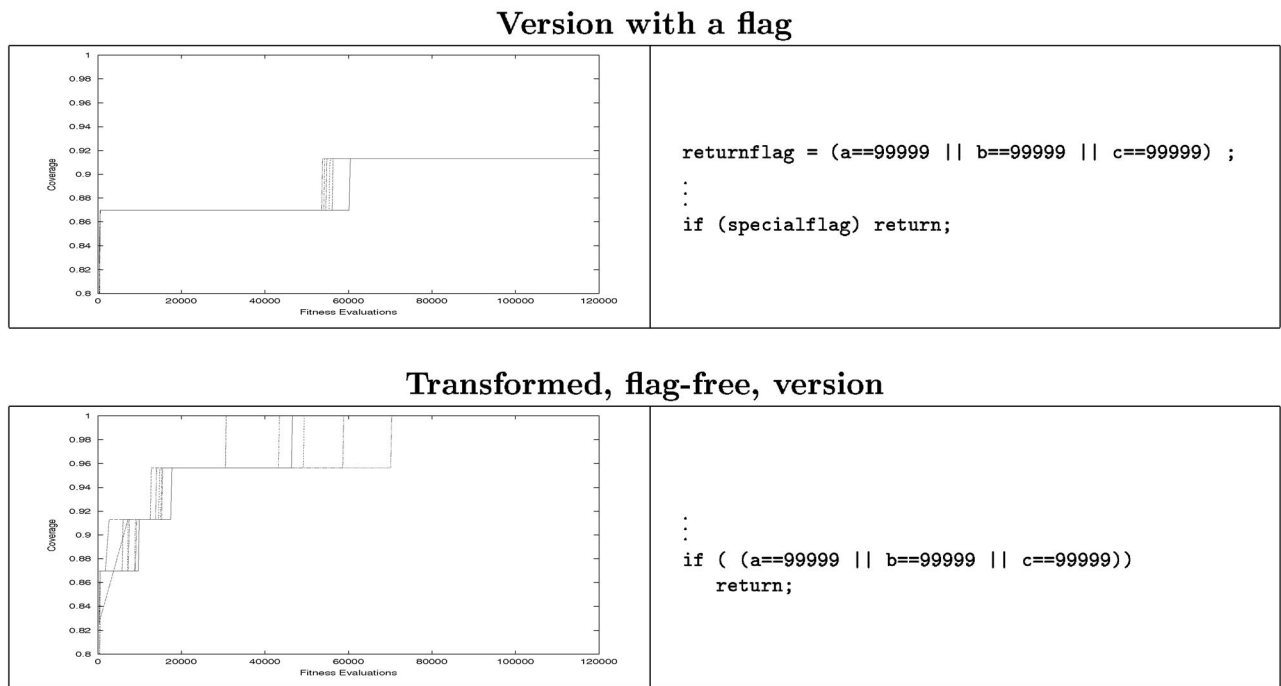 Version with a flag
1
0.98
0.96
0.94
0.92
0.9
0.88
0.86
0.84
0.82
0.8
Coverage
0 20000 40000 60000 80000 100000 120000
Fitness Evaluations
returnflag = (a==99999 || b==99999 || c==99999) ;
.
.
.
if (specialflag) return;
Transformed, flag-free, version
1
0.98
0.96
0.94
0.92
0.9
0.88
0.86
0.84
0.82
0.8
Coverage
0 20000 40000 60000 80000 100000 120000
Fitness Evaluations
.
.
.
if ( (a==99999 || b==99999 || c==99999))
return;